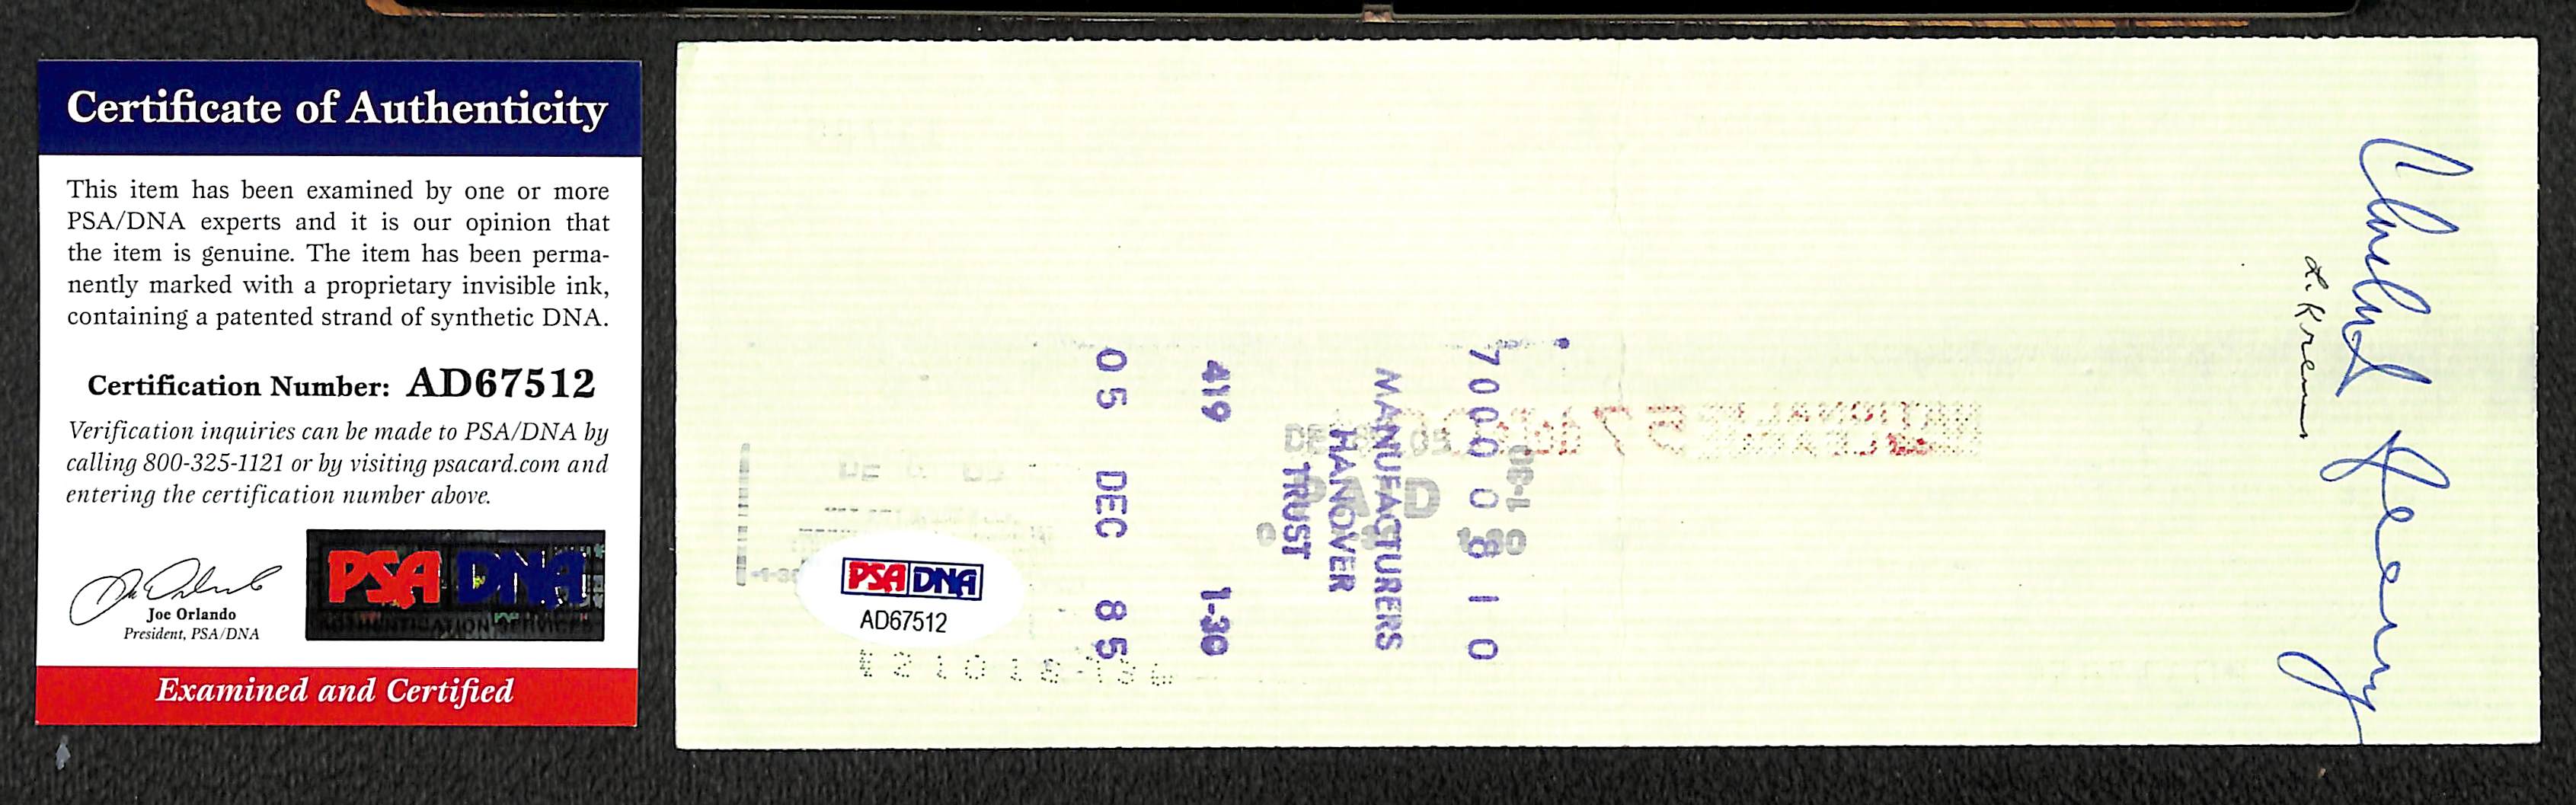 Certificate of Authenticity
This item has been examined by one or more
PSA/DNA experts and it is our opinion that
the item is genuine. The item has been perma-
nently marked with a proprietary invisible ink,
containing a patented strand of synthetic DNA.
Certification Number: AD67512
Verification inquiries can be made to PSA/DNA by
calling 800-325-1121 or by visiting psacard.com and
entering the certification number above.
Joe Orlando
President, PSA/DNA
PSA DNA
AUTHENTICATION SERVICES
Examined and Certified
PSA DNA
AD67512
05 DEC 85
419 1-30
MANUFACTURERS
HANOVER
TRUST
70000810
PAID